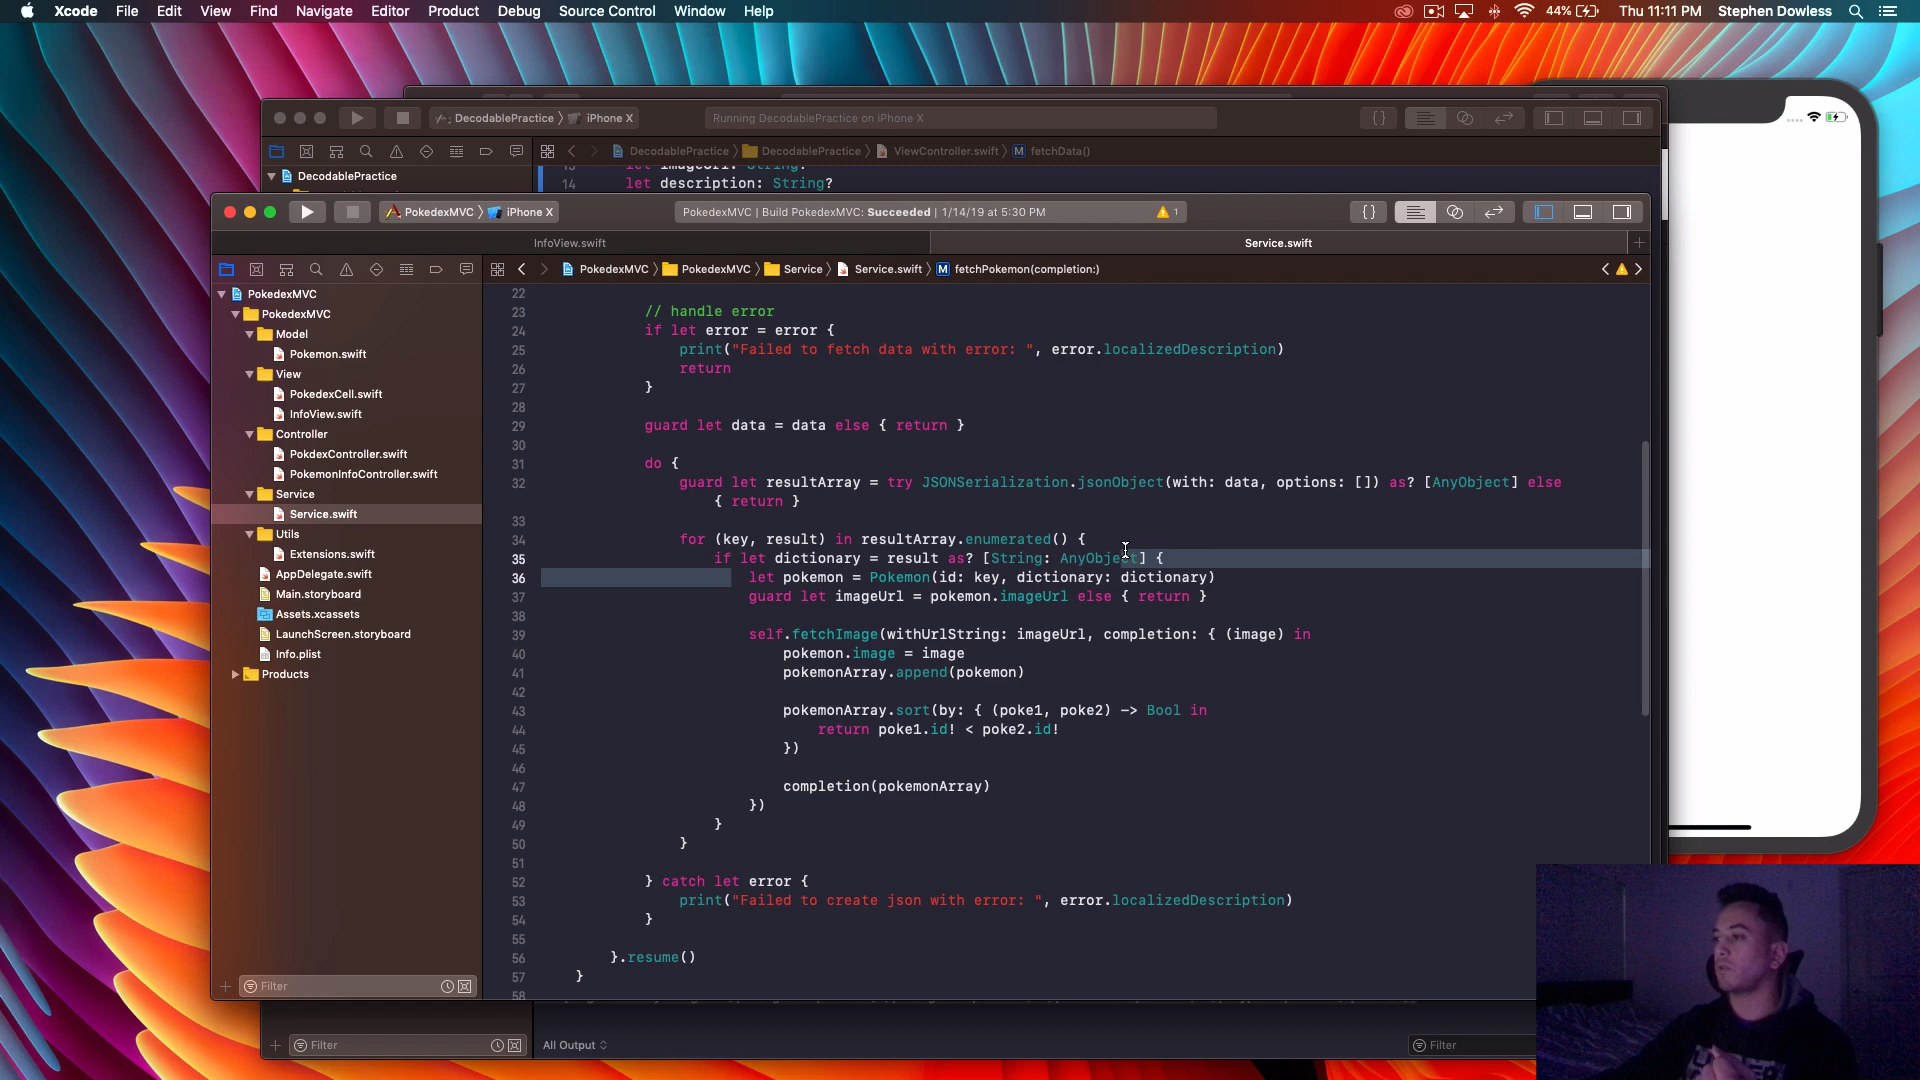 Xcode File Edit View Find Navigate Editor Product Debug Source Control Window Help 44% Thu 11:11 PM Stephen Dowless
DecodablePractice iPhone X Running DecodablePractice on iPhone X
DecodablePractice DecodablePractice ViewController.swift M fetchData()
DecodablePractice
14 let description: String?
PokedexMVC iPhone X PokedexMVC | Build PokedexMVC: Succeeded | 1/14/19 at 5:30 PM 1
InfoView.swift Service.swift
PokedexMVC PokedexMVC Service Service.swift M fetchPokemon(completion:)
PokedexMVC
PokedexMVC
Model
Pokemon.swift
View
PokedexCell.swift
InfoView.swift
Controller
PokdexController.swift
PokemonInfoController.swift
Service
Service.swift
Utils
Extensions.swift
AppDelegate.swift
Main.storyboard
Assets.xcassets
LaunchScreen.storyboard
Info.plist
Products
Filter
22
23 // handle error
24 if let error = error {
25 print("Failed to fetch data with error: ", error.localizedDescription)
26 return
27 }
28
29 guard let data = data else { return }
30
31 do {
32 guard let resultArray = try JSONSerialization.jsonObject(with: data, options: []) as? [AnyObject] else
{ return }
33
34 for (key, result) in resultArray.enumerated() {
35 if let dictionary = result as? [String: AnyObject] {
36 let pokemon = Pokemon(id: key, dictionary: dictionary)
37 guard let imageUrl = pokemon.imageUrl else { return }
38
39 self.fetchImage(withUrlString: imageUrl, completion: { (image) in
40 pokemon.image = image
41 pokemonArray.append(pokemon)
42
43 pokemonArray.sort(by: { (poke1, poke2) -> Bool in
44 return poke1.id! < poke2.id!
45 })
46
47 completion(pokemonArray)
48 })
49 }
50 }
51
52 } catch let error {
53 print("Failed to create json with error: ", error.localizedDescription)
54 }
55
56 }.resume()
57 }
58
Filter All Output Filter